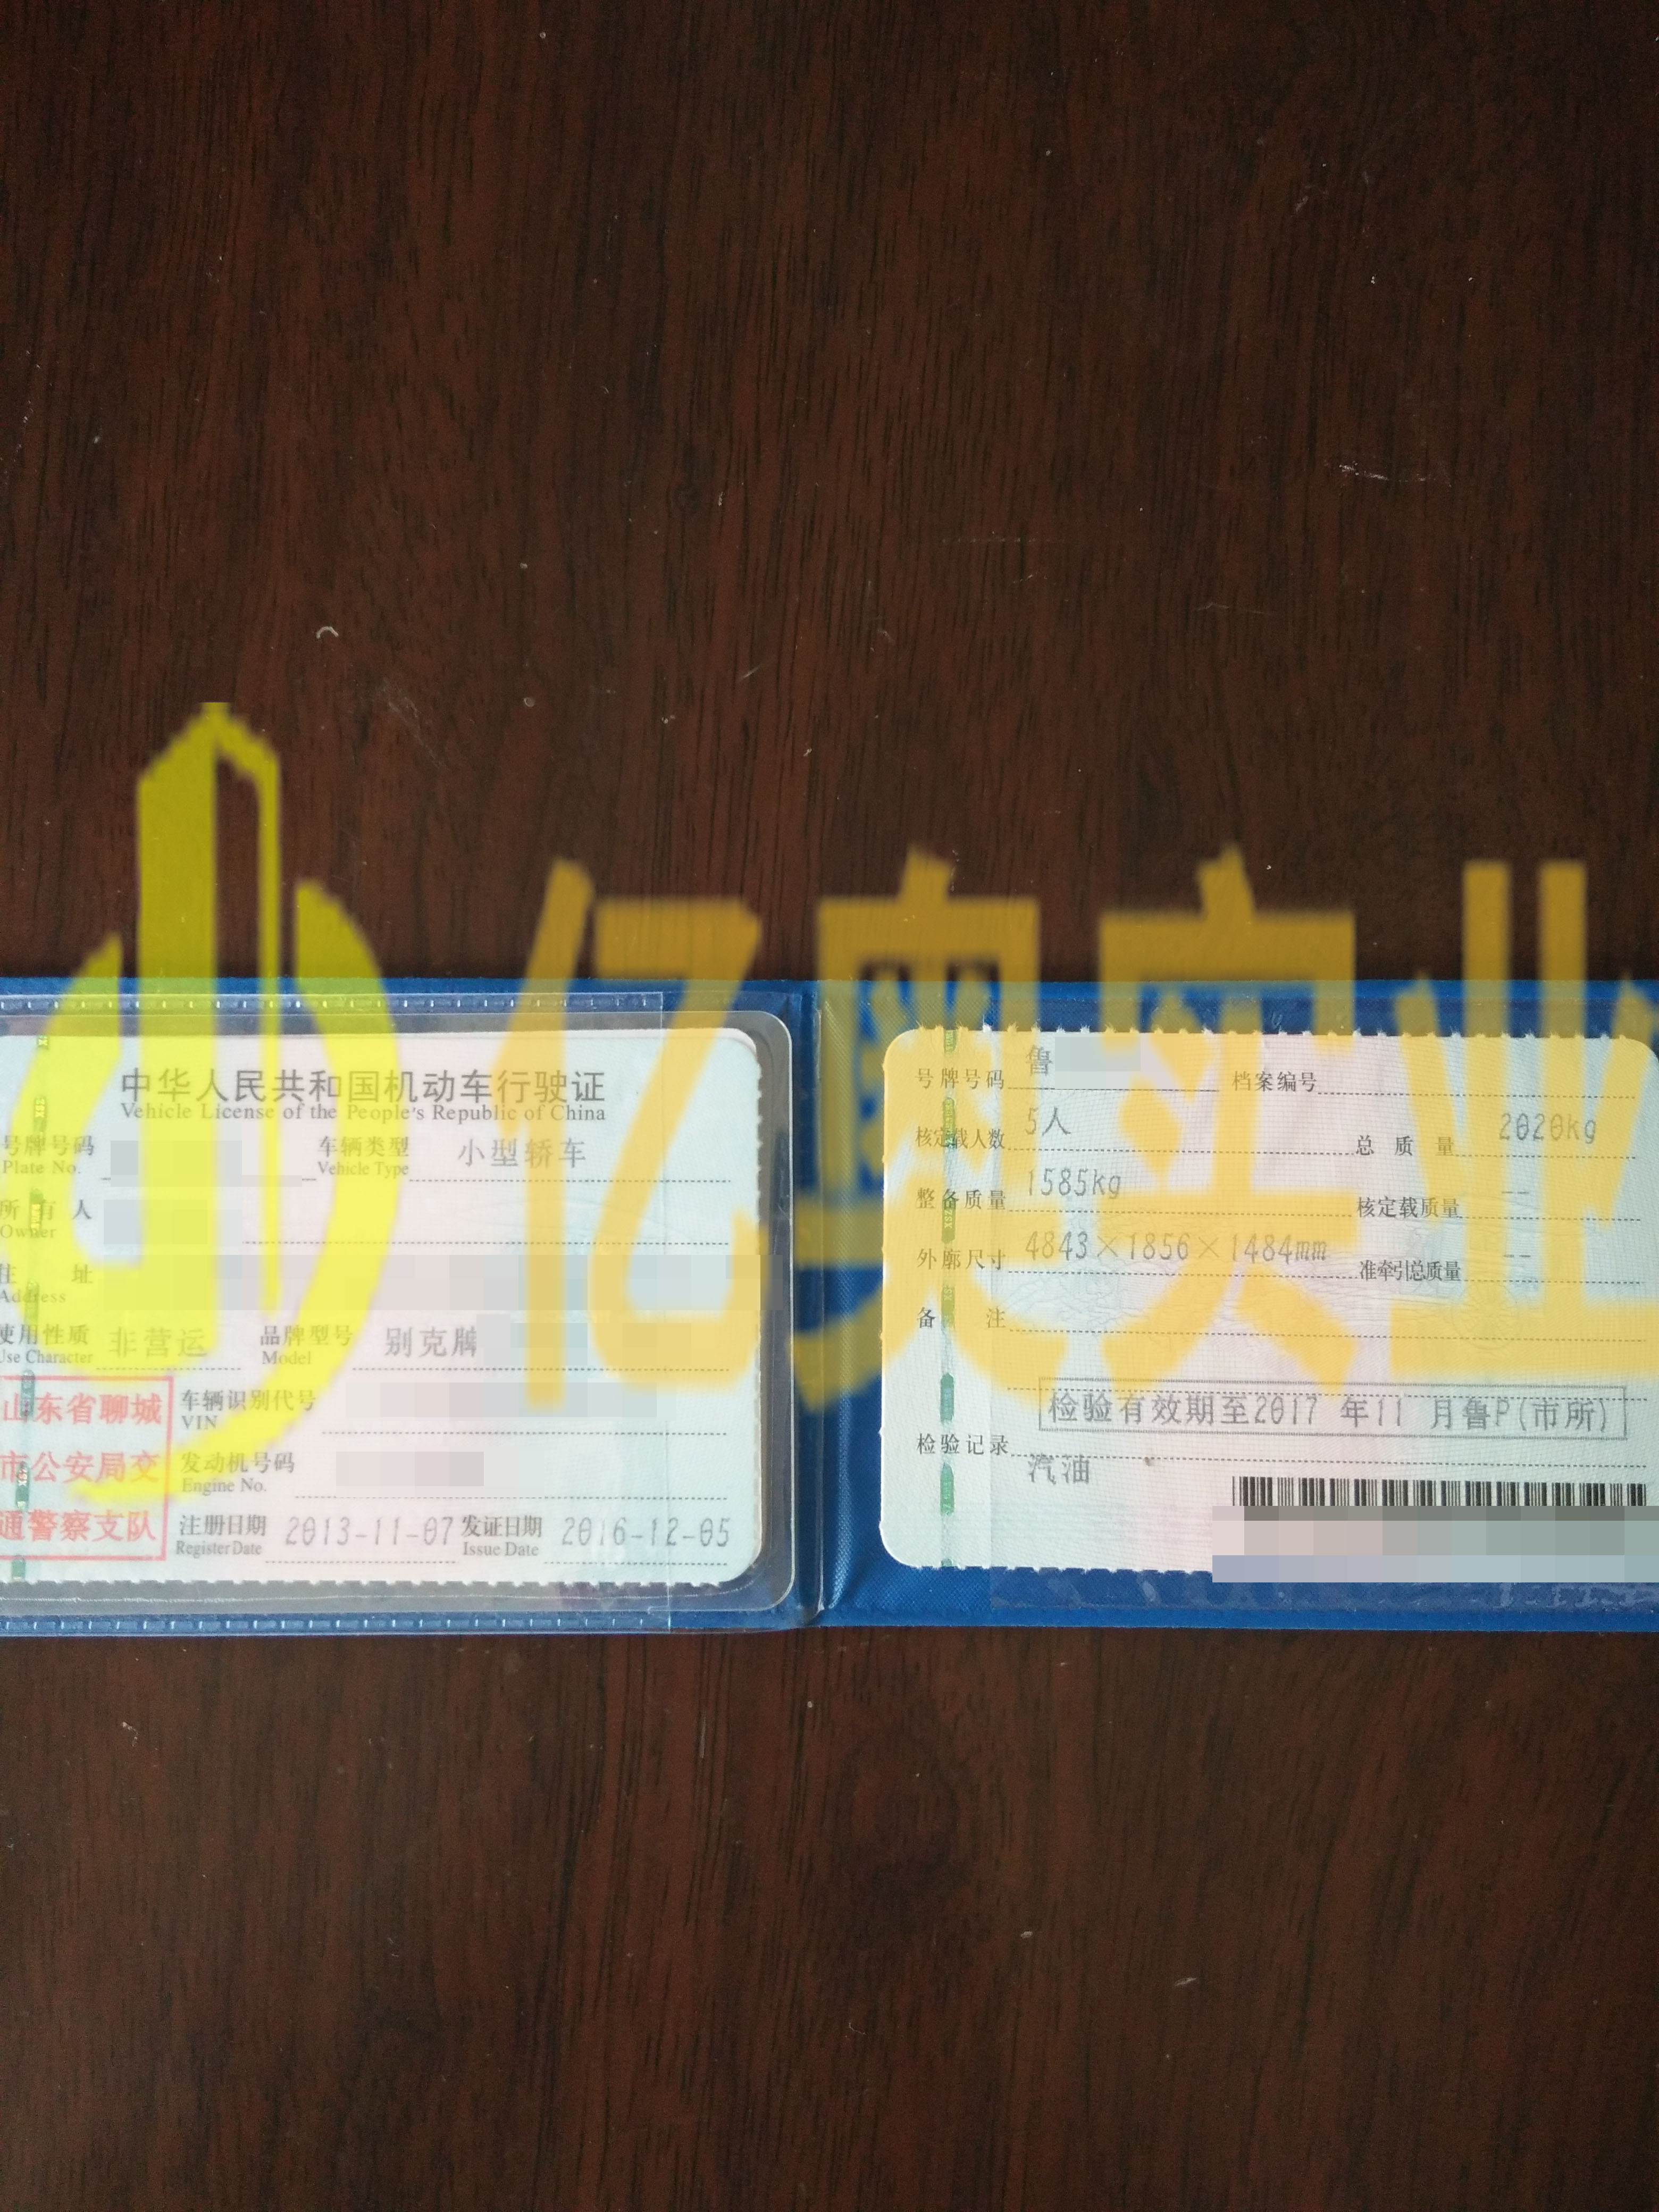 亿奥实业
中华人民共和国机动车行驶证
Vehicle License of the People's Republic of China
号牌号码 车辆类型 小型轿车
Plate No. Vehicle Type
所有人
Owner
住 址
Address
使用性质 非营运 品牌型号 别克牌
Use Character Model
山东省聊城
市公安局交
通警察支队
车辆识别代号
VIN
发动机号码
Engine No.
注册日期 2013-11-07 发证日期 2016-12-05
Register Date Issue Date
号牌号码 鲁 档案编号
核定载人数 5人 总质量 2020kg
整备质量 1585kg 核定载质量 --
外廓尺寸 4843×1856×1484mm 准牵引总质量 --
备 注
检验有效期至2017 年11 月鲁P(市所)
检验记录
汽油